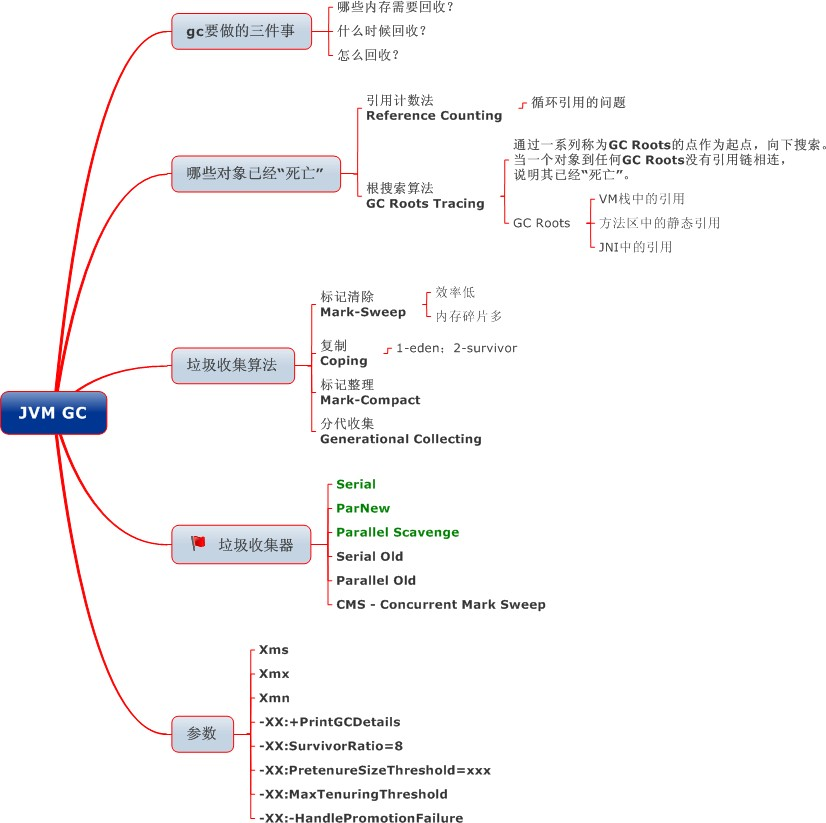 JVM GC
gc要做的三件事
哪些内存需要回收?
什么时候回收?
怎么回收?
哪些对象已经“死亡”
引用计数法
Reference Counting
循环引用的问题
根搜索算法
GC Roots Tracing
通过一系列称为GC Roots的点作为起点，向下搜索。
当一个对象到任何GC Roots没有引用链相连，
说明其已经“死亡”。
GC Roots
VM栈中的引用
方法区中的静态引用
JNI中的引用
垃圾收集算法
标记清除
Mark-Sweep
效率低
内存碎片多
复制
Coping
1-eden；2-survivor
标记整理
Mark-Compact
分代收集
Generational Collecting
垃圾收集器
Serial
ParNew
Parallel Scavenge
Serial Old
Parallel Old
CMS - Concurrent Mark Sweep
参数
Xms
Xmx
Xmn
-XX:+PrintGCDetails
-XX:SurvivorRatio=8
-XX:PretenureSizeThreshold=xxx
-XX:MaxTenuringThreshold
-XX:-HandlePromotionFailure